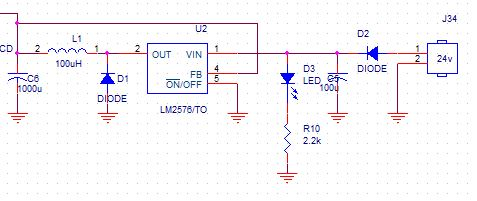 U2
J34
L1
D2
CD
2
1
2
OUT
VIN
1
1
2
24v
100uH
D3
LED
DIODE
C6
1000u
D1
DIODE
FB
4
ON/OFF
5
C5
100u
LM2576/TO
R10
2.2k